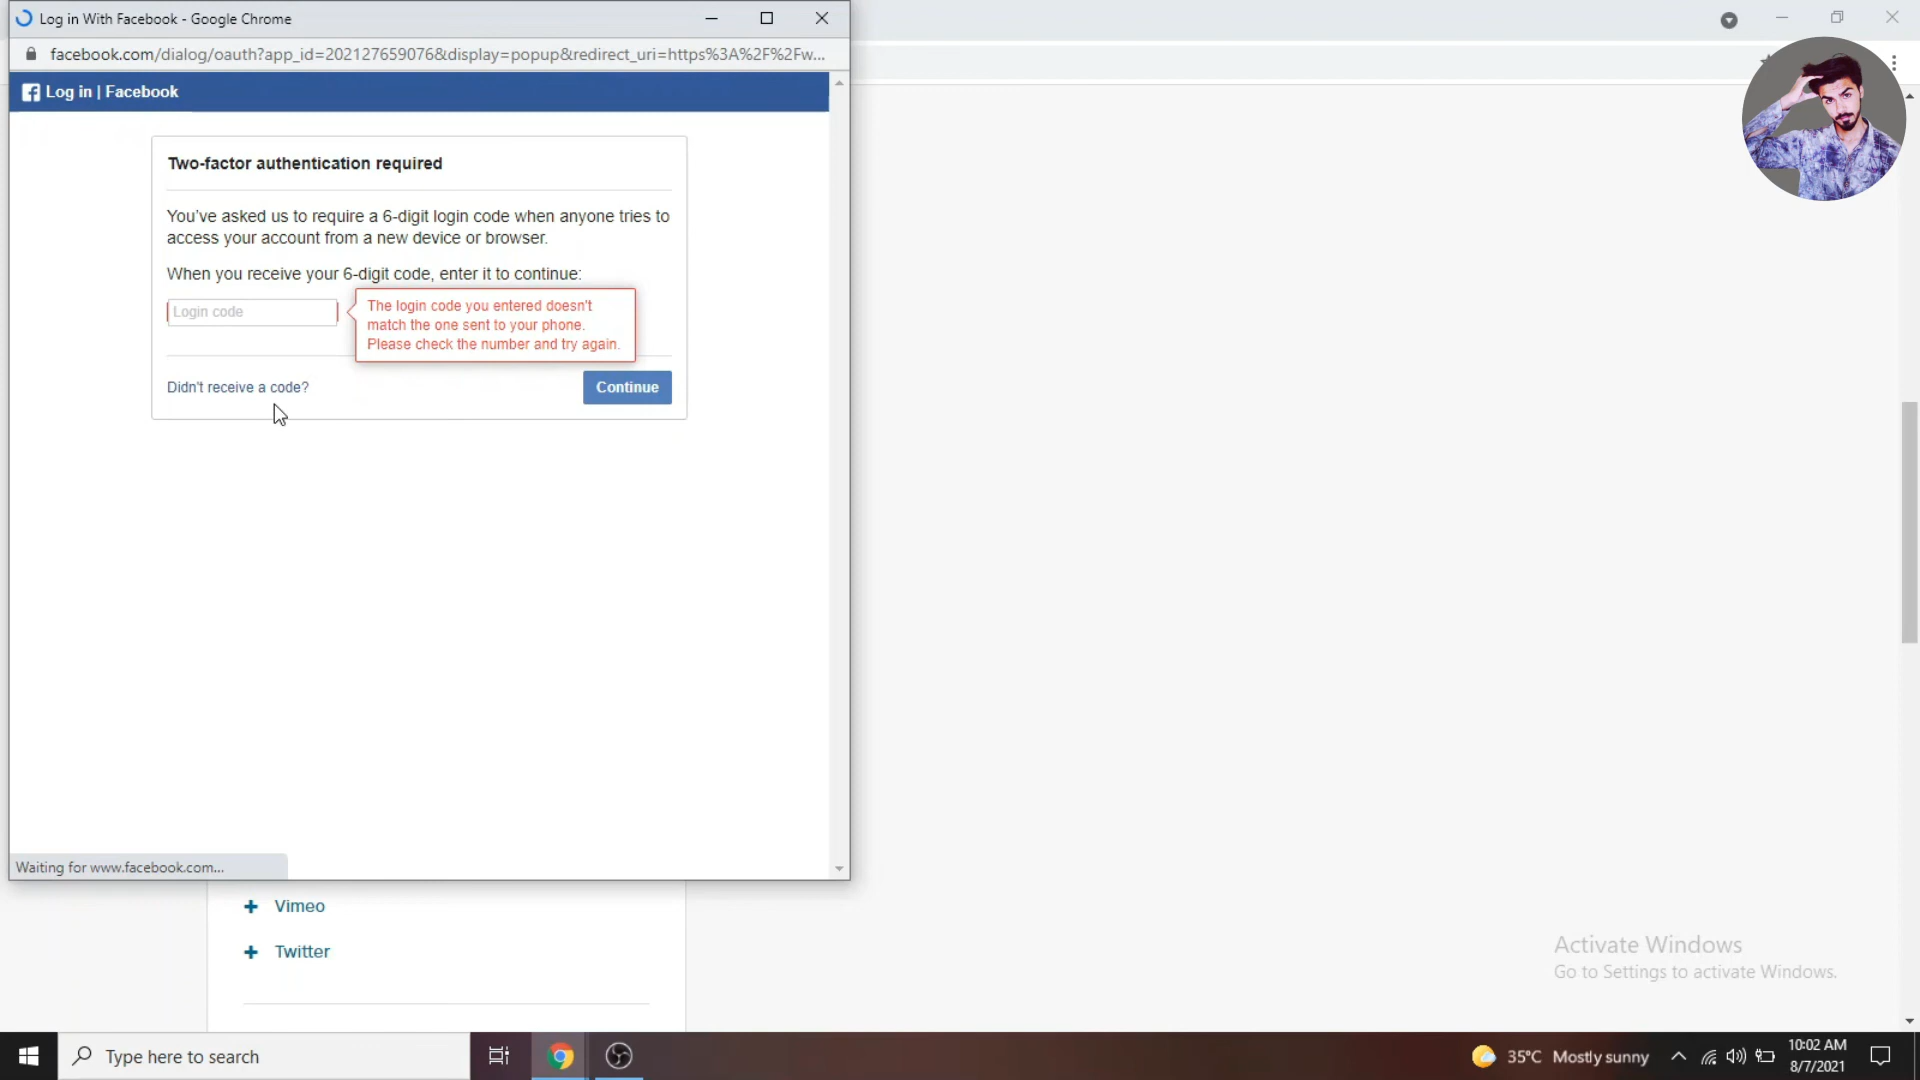 Log in With Facebook - Google Chrome
facebook.com/dialog/oauth?app_id=202127659076&display=popup&redirect_uri=https%3A%2F%2Fw...
Log in | Facebook
Two-factor authentication required
You've asked us to require a 6-digit login code when anyone tries to
access your account from a new device or browser.
When you receive your 6-digit code, enter it to continue:
Login code
The login code you entered doesn't
match the one sent to your phone.
Please check the number and try again.
Didn't receive a code?
Continue
Waiting for www.facebook.com...
Vimeo
Twitter
Activate Windows
Go to Settings to activate Windows.
Type here to search
35°C Mostly sunny
10:02 AM
8/7/2021